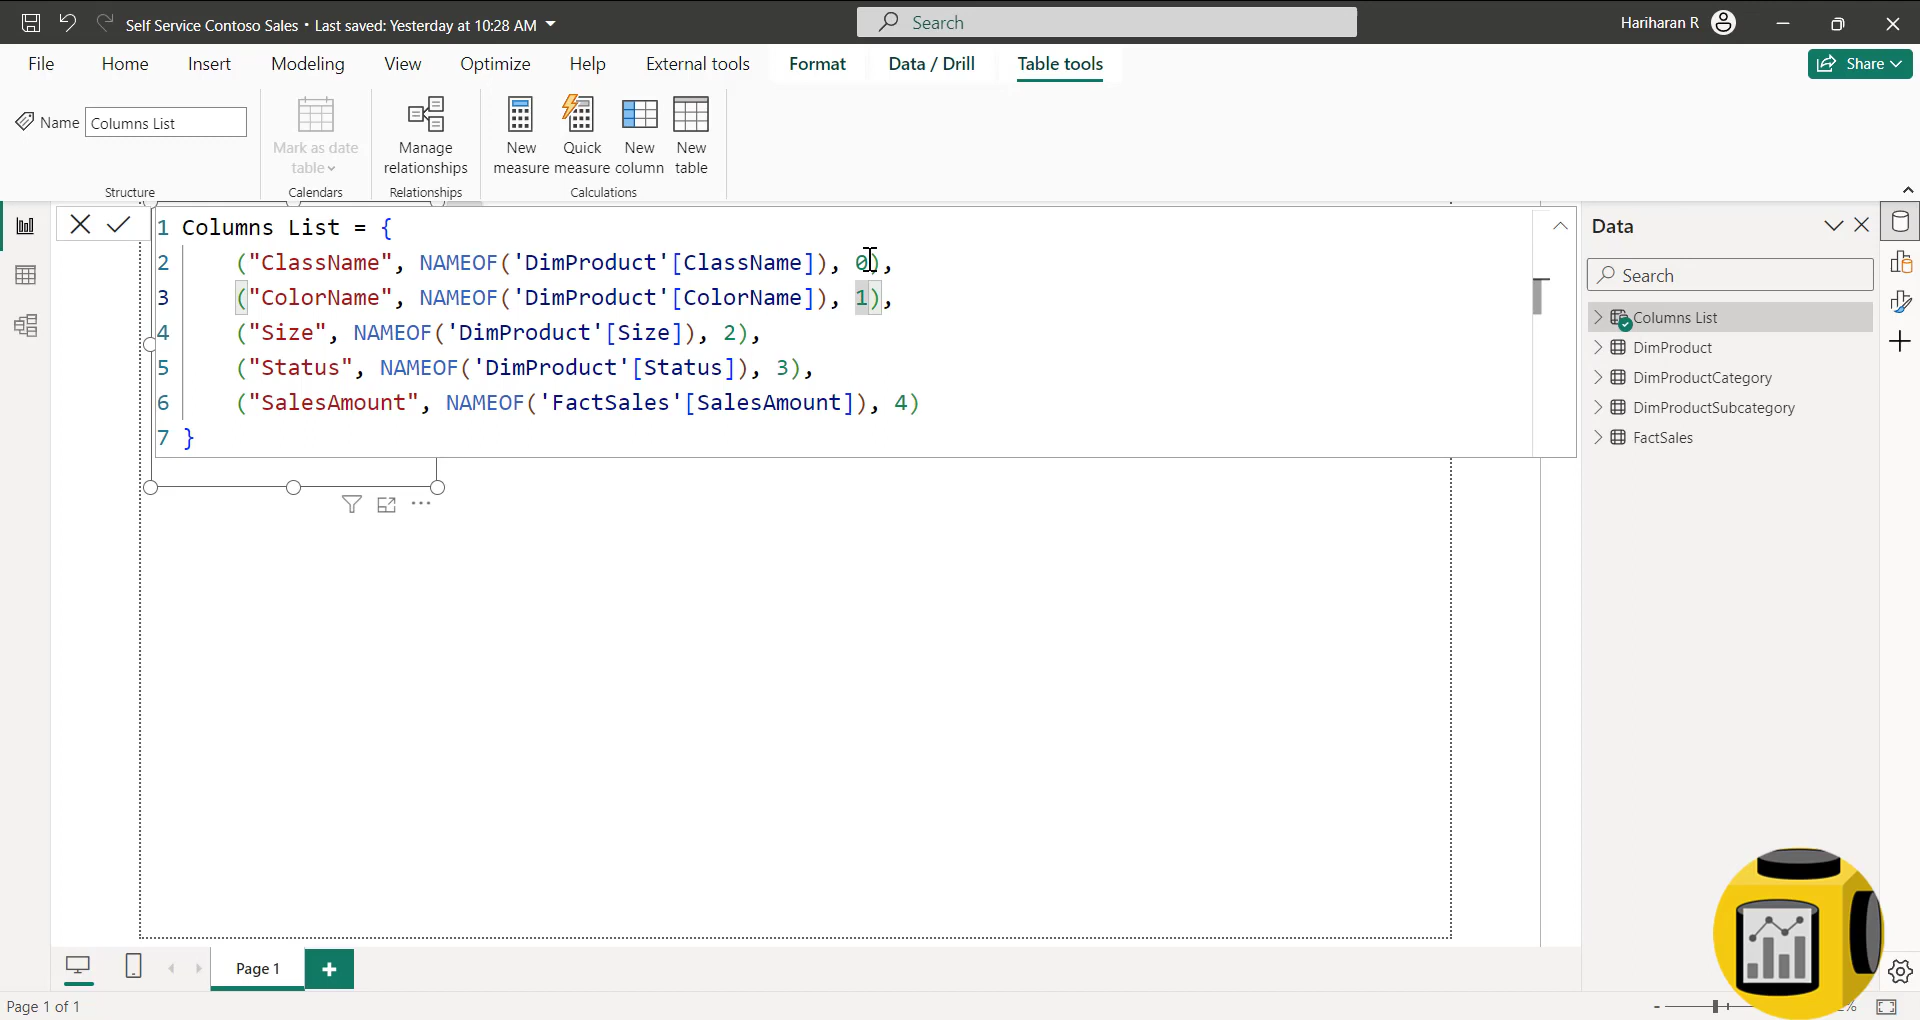 Self Service Contoso Sales • Last saved: Yesterday at 10:28 AM
Search
Hariharan R
File Home Insert Modeling View Optimize Help External tools Format Data / Drill Table tools
Share
Name Columns List
Mark as date table
Manage relationships
New measure
Quick measure
New column
New table
Structure Calendars Relationships Calculations
1 Columns List = {
2 ("ClassName", NAMEOF('DimProduct'[ClassName]), 0),
3 ("ColorName", NAMEOF('DimProduct'[ColorName]), 1),
4 ("Size", NAMEOF('DimProduct'[Size]), 2),
5 ("Status", NAMEOF('DimProduct'[Status]), 3),
6 ("SalesAmount", NAMEOF('FactSales'[SalesAmount]), 4)
7 }
Data
Search
Columns List
DimProduct
DimProductCategory
DimProductSubcategory
FactSales
Page 1
Page 1 of 1